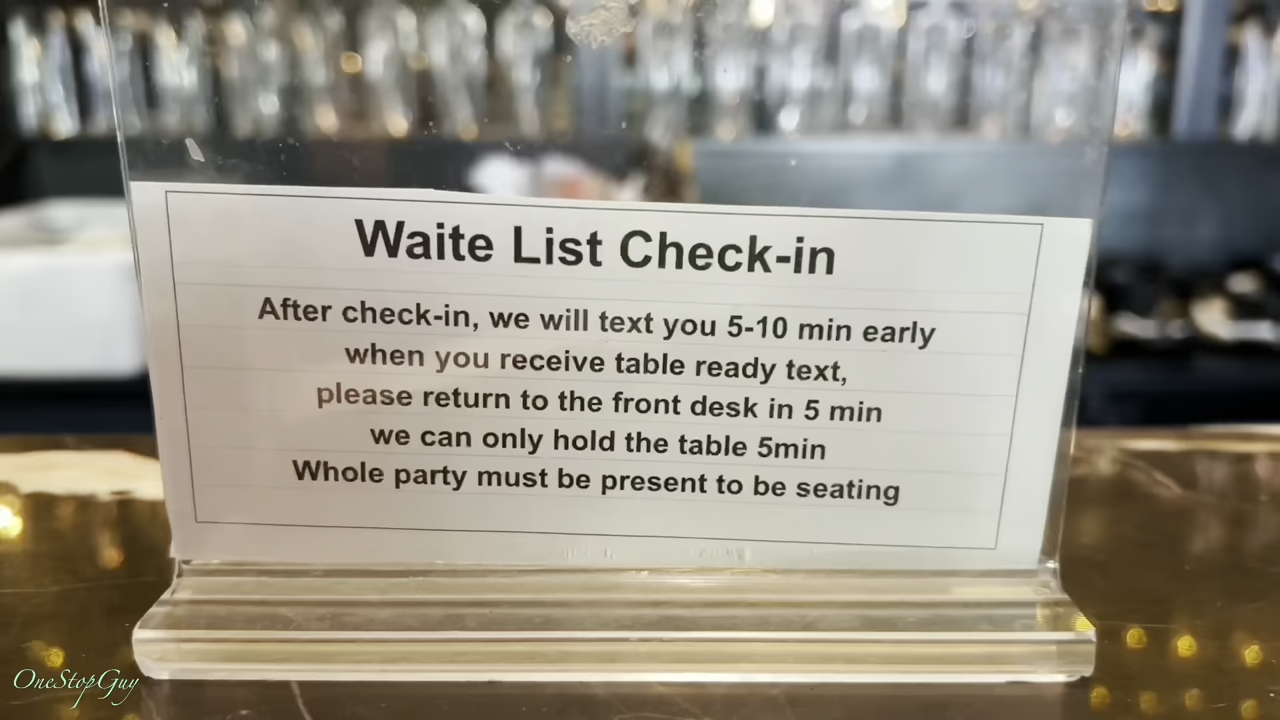 Waite List Check-in
After check-in, we will text you 5-10 min early
when you receive table ready text,
please return to the front desk in 5 min
we can only hold the table 5min
Whole party must be present to be seating
OneStopGuy